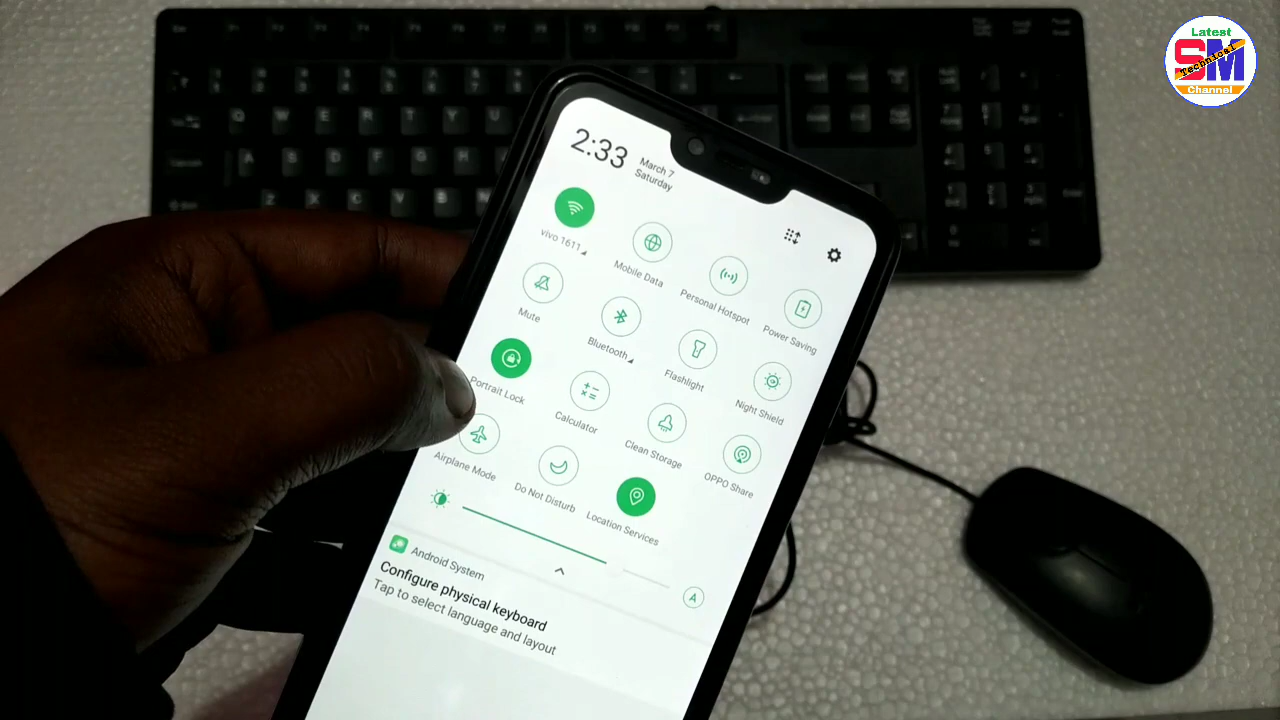 Latest
SM
Technical
Channel
2:33
March 7
Saturday
vivo 1611
Mobile Data
Personal Hotspot
Power Saving
Mute
Bluetooth
Flashlight
Night Shield
Portrait Lock
Calculator
Clean Storage
OPPO Share
Airplane Mode
Do Not Disturb
Location Services
A
Android System
Configure physical keyboard
Tap to select language and layout
Q W E R T Y U
A S D F G H
Z X C V B